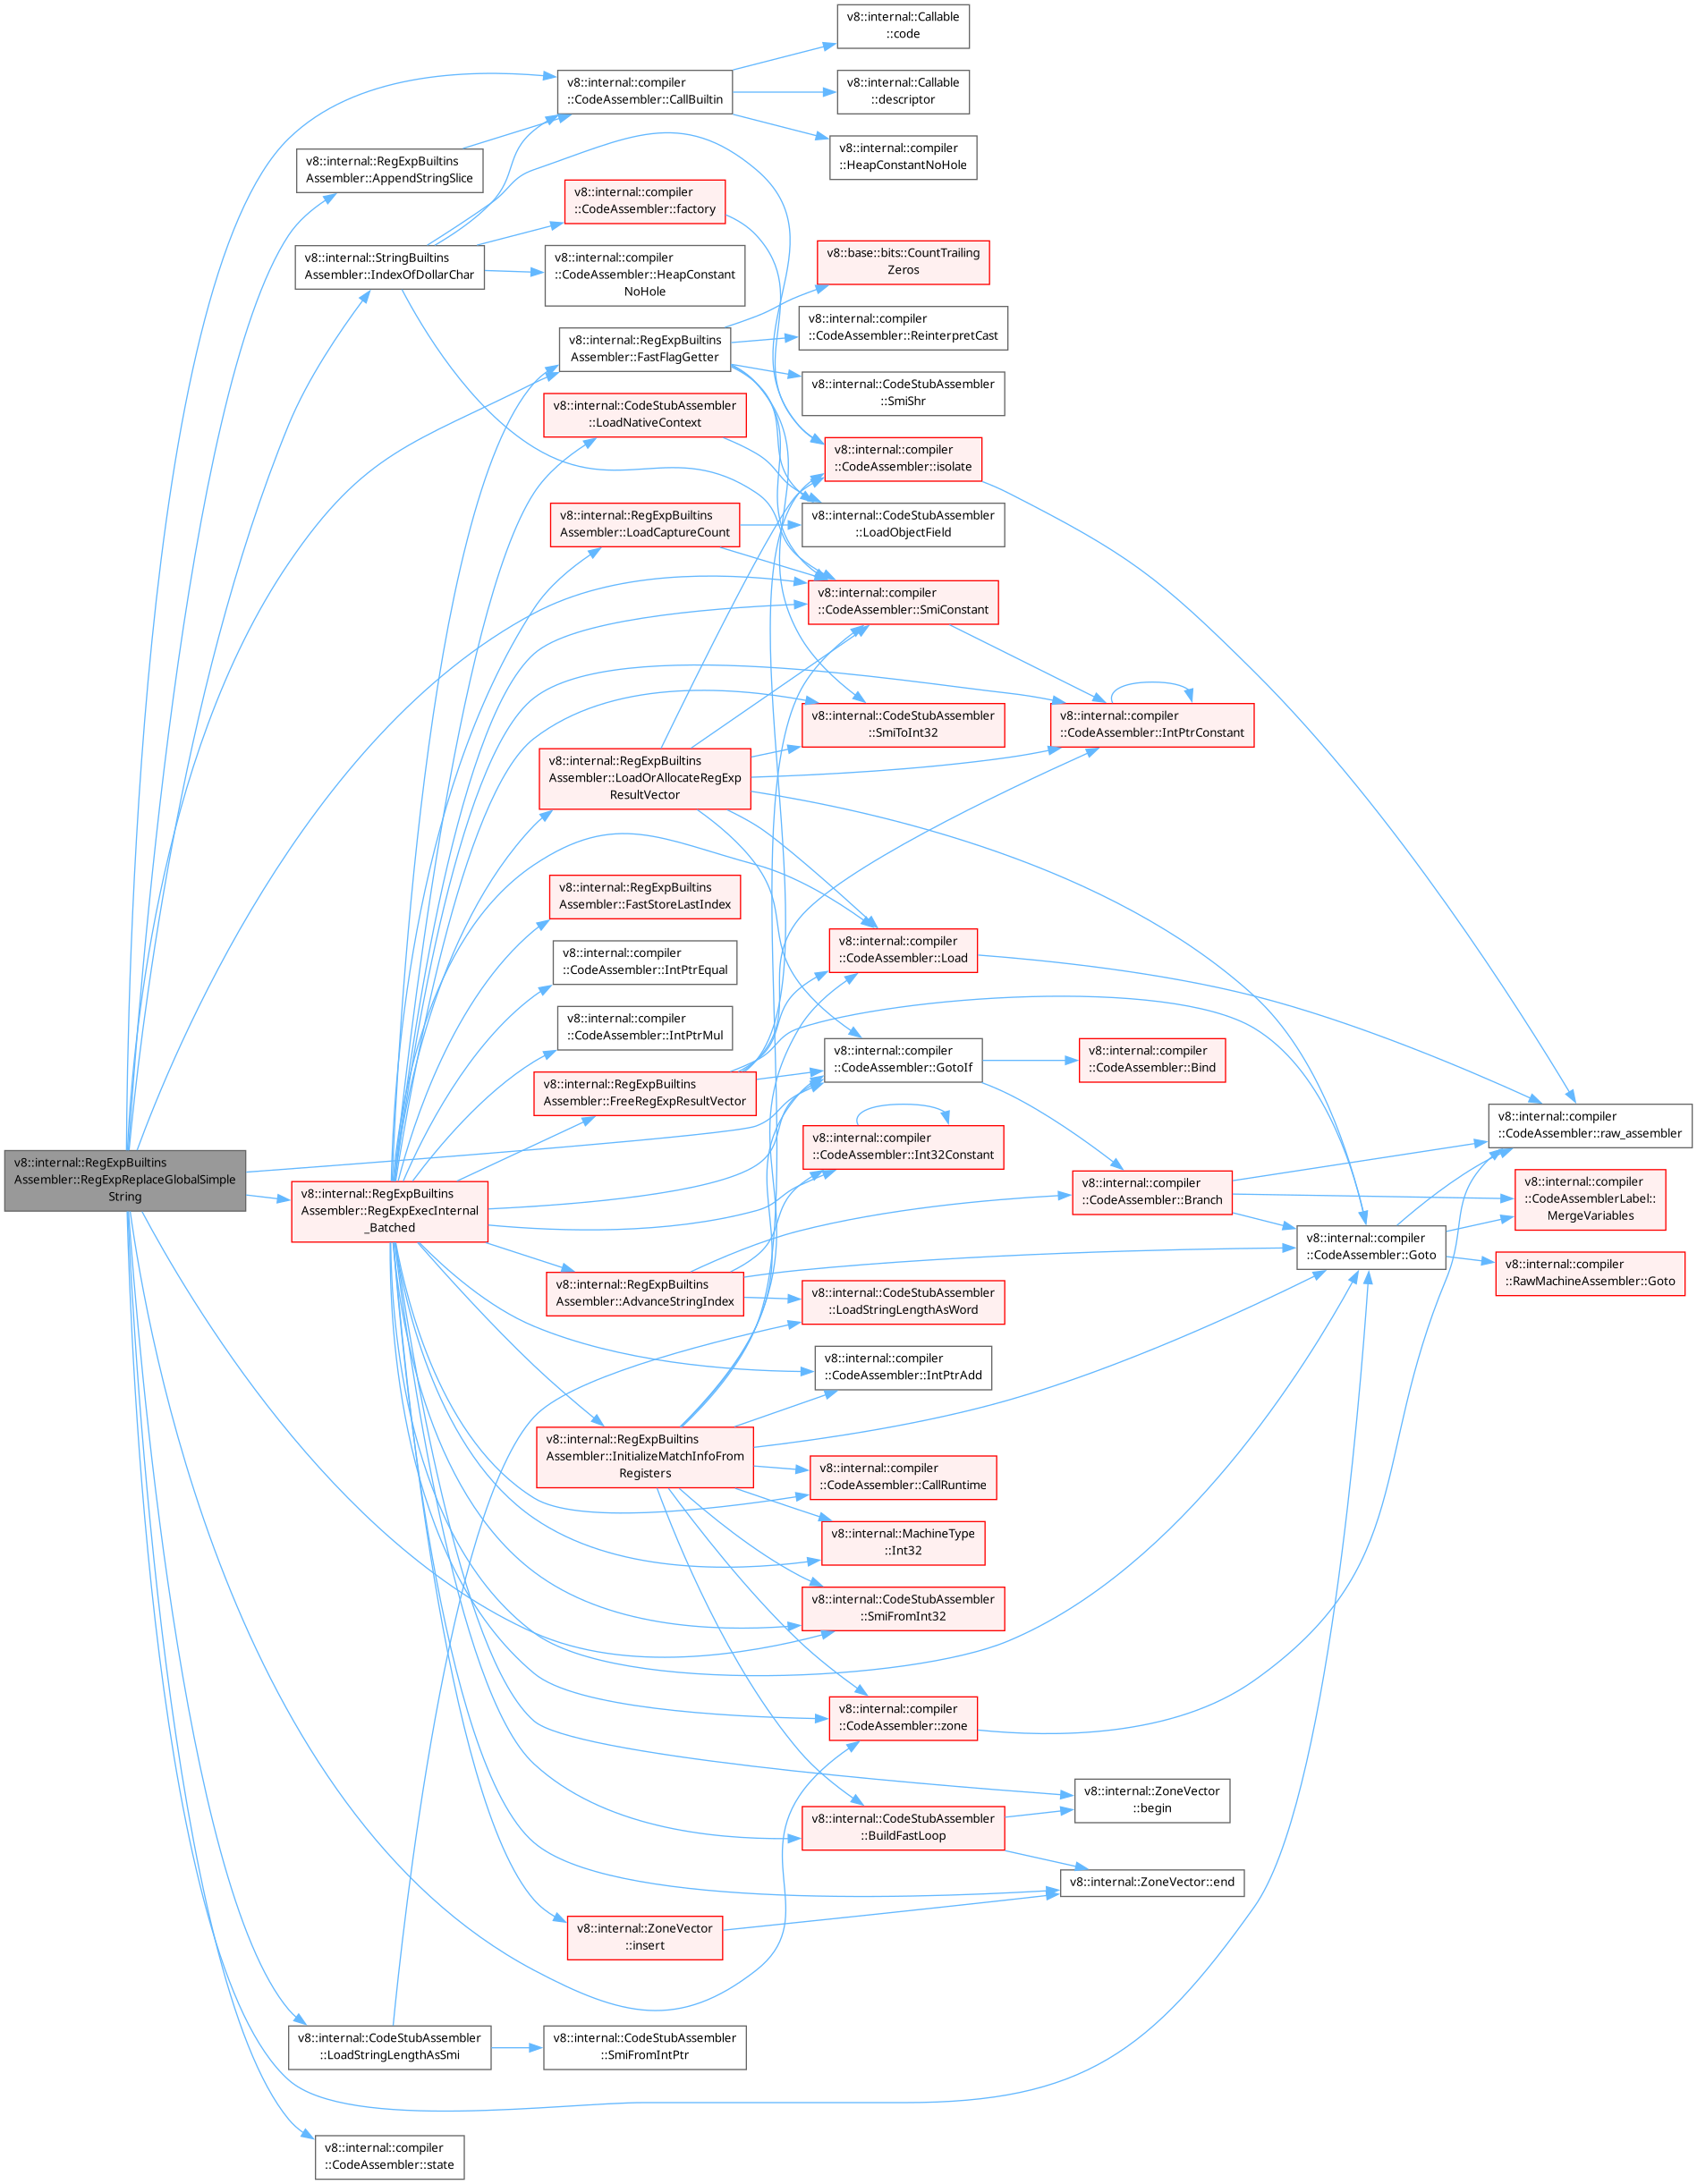 v8::internal::Callable
::code
v8::internal::compiler
::CodeAssembler::CallBuiltin
v8::internal::Callable
::descriptor
v8::internal::compiler
::HeapConstantNoHole
v8::internal::RegExpBuiltins
Assembler::AppendStringSlice
v8::internal::compiler
::CodeAssembler::factory
v8::internal::StringBuiltins
Assembler::IndexOfDollarChar
v8::internal::compiler
::CodeAssembler::HeapConstant
NoHole
v8::base::bits::CountTrailing
Zeros
v8::internal::RegExpBuiltins
Assembler::FastFlagGetter
v8::internal::compiler
::CodeAssembler::ReinterpretCast
v8::internal::CodeStubAssembler
::SmiShr
v8::internal::CodeStubAssembler
::LoadNativeContext
v8::internal::compiler
::CodeAssembler::isolate
v8::internal::RegExpBuiltins
Assembler::LoadCaptureCount
v8::internal::CodeStubAssembler
::LoadObjectField
v8::internal::compiler
::CodeAssembler::SmiConstant
v8::internal::CodeStubAssembler
::SmiToInt32
v8::internal::compiler
::CodeAssembler::IntPtrConstant
v8::internal::RegExpBuiltins
Assembler::LoadOrAllocateRegExp
ResultVector
v8::internal::RegExpBuiltins
Assembler::FastStoreLastIndex
v8::internal::compiler
::CodeAssembler::IntPtrEqual
v8::internal::compiler
::CodeAssembler::Load
v8::internal::compiler
::CodeAssembler::IntPtrMul
v8::internal::compiler
::CodeAssembler::GotoIf
v8::internal::compiler
::CodeAssembler::Bind
v8::internal::RegExpBuiltins
Assembler::FreeRegExpResultVector
v8::internal::compiler
::CodeAssembler::raw_assembler
v8::internal::compiler
::CodeAssembler::Int32Constant
v8::internal::RegExpBuiltins
Assembler::RegExpReplaceGlobalSimple
String
v8::internal::RegExpBuiltins
Assembler::RegExpExecInternal
_Batched
v8::internal::compiler
::CodeAssembler::Branch
v8::internal::compiler
::CodeAssemblerLabel::
MergeVariables
v8::internal::compiler
::CodeAssembler::Goto
v8::internal::compiler
::RawMachineAssembler::Goto
v8::internal::RegExpBuiltins
Assembler::AdvanceStringIndex
v8::internal::CodeStubAssembler
::LoadStringLengthAsWord
v8::internal::compiler
::CodeAssembler::IntPtrAdd
v8::internal::RegExpBuiltins
Assembler::InitializeMatchInfoFrom
Registers
v8::internal::compiler
::CodeAssembler::CallRuntime
v8::internal::MachineType
::Int32
v8::internal::CodeStubAssembler
::SmiFromInt32
v8::internal::compiler
::CodeAssembler::zone
v8::internal::ZoneVector
::begin
v8::internal::CodeStubAssembler
::BuildFastLoop
v8::internal::ZoneVector::end
v8::internal::ZoneVector
::insert
v8::internal::CodeStubAssembler
::LoadStringLengthAsSmi
v8::internal::CodeStubAssembler
::SmiFromIntPtr
v8::internal::compiler
::CodeAssembler::state